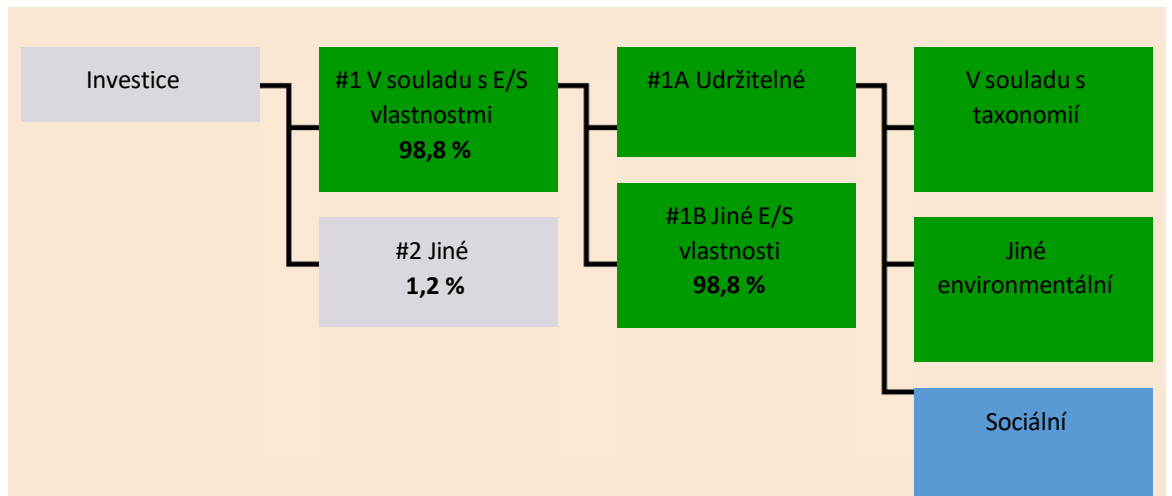 Investice
#1 V souladu s E/S
vlastnostmi
98,8 %
#2 Jiné
1,2 %
#1A Udržitelné
#1B Jiné E/S
vlastnosti
98,8 %
V souladu s
taxonomií
Jiné
environmentální
Sociální